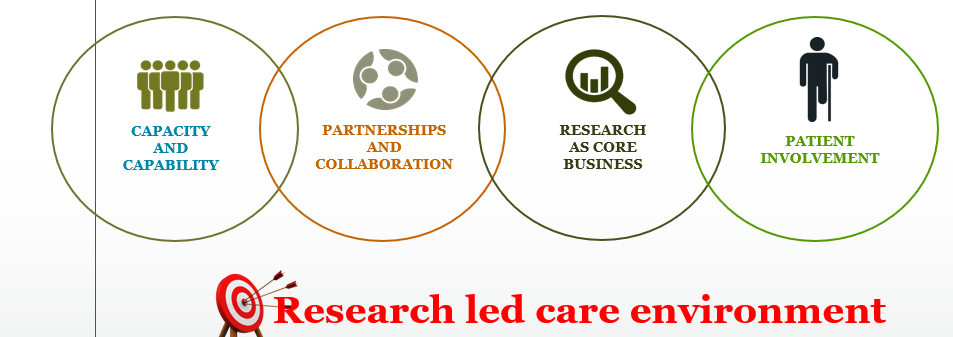 CAPACITY
AND
CAPABILITY
PARTNERSHIPS
AND
COLLABORATION
RESEARCH
AS CORE
BUSINESS
PATIENT
INVOLVEMENT
Research led care environment